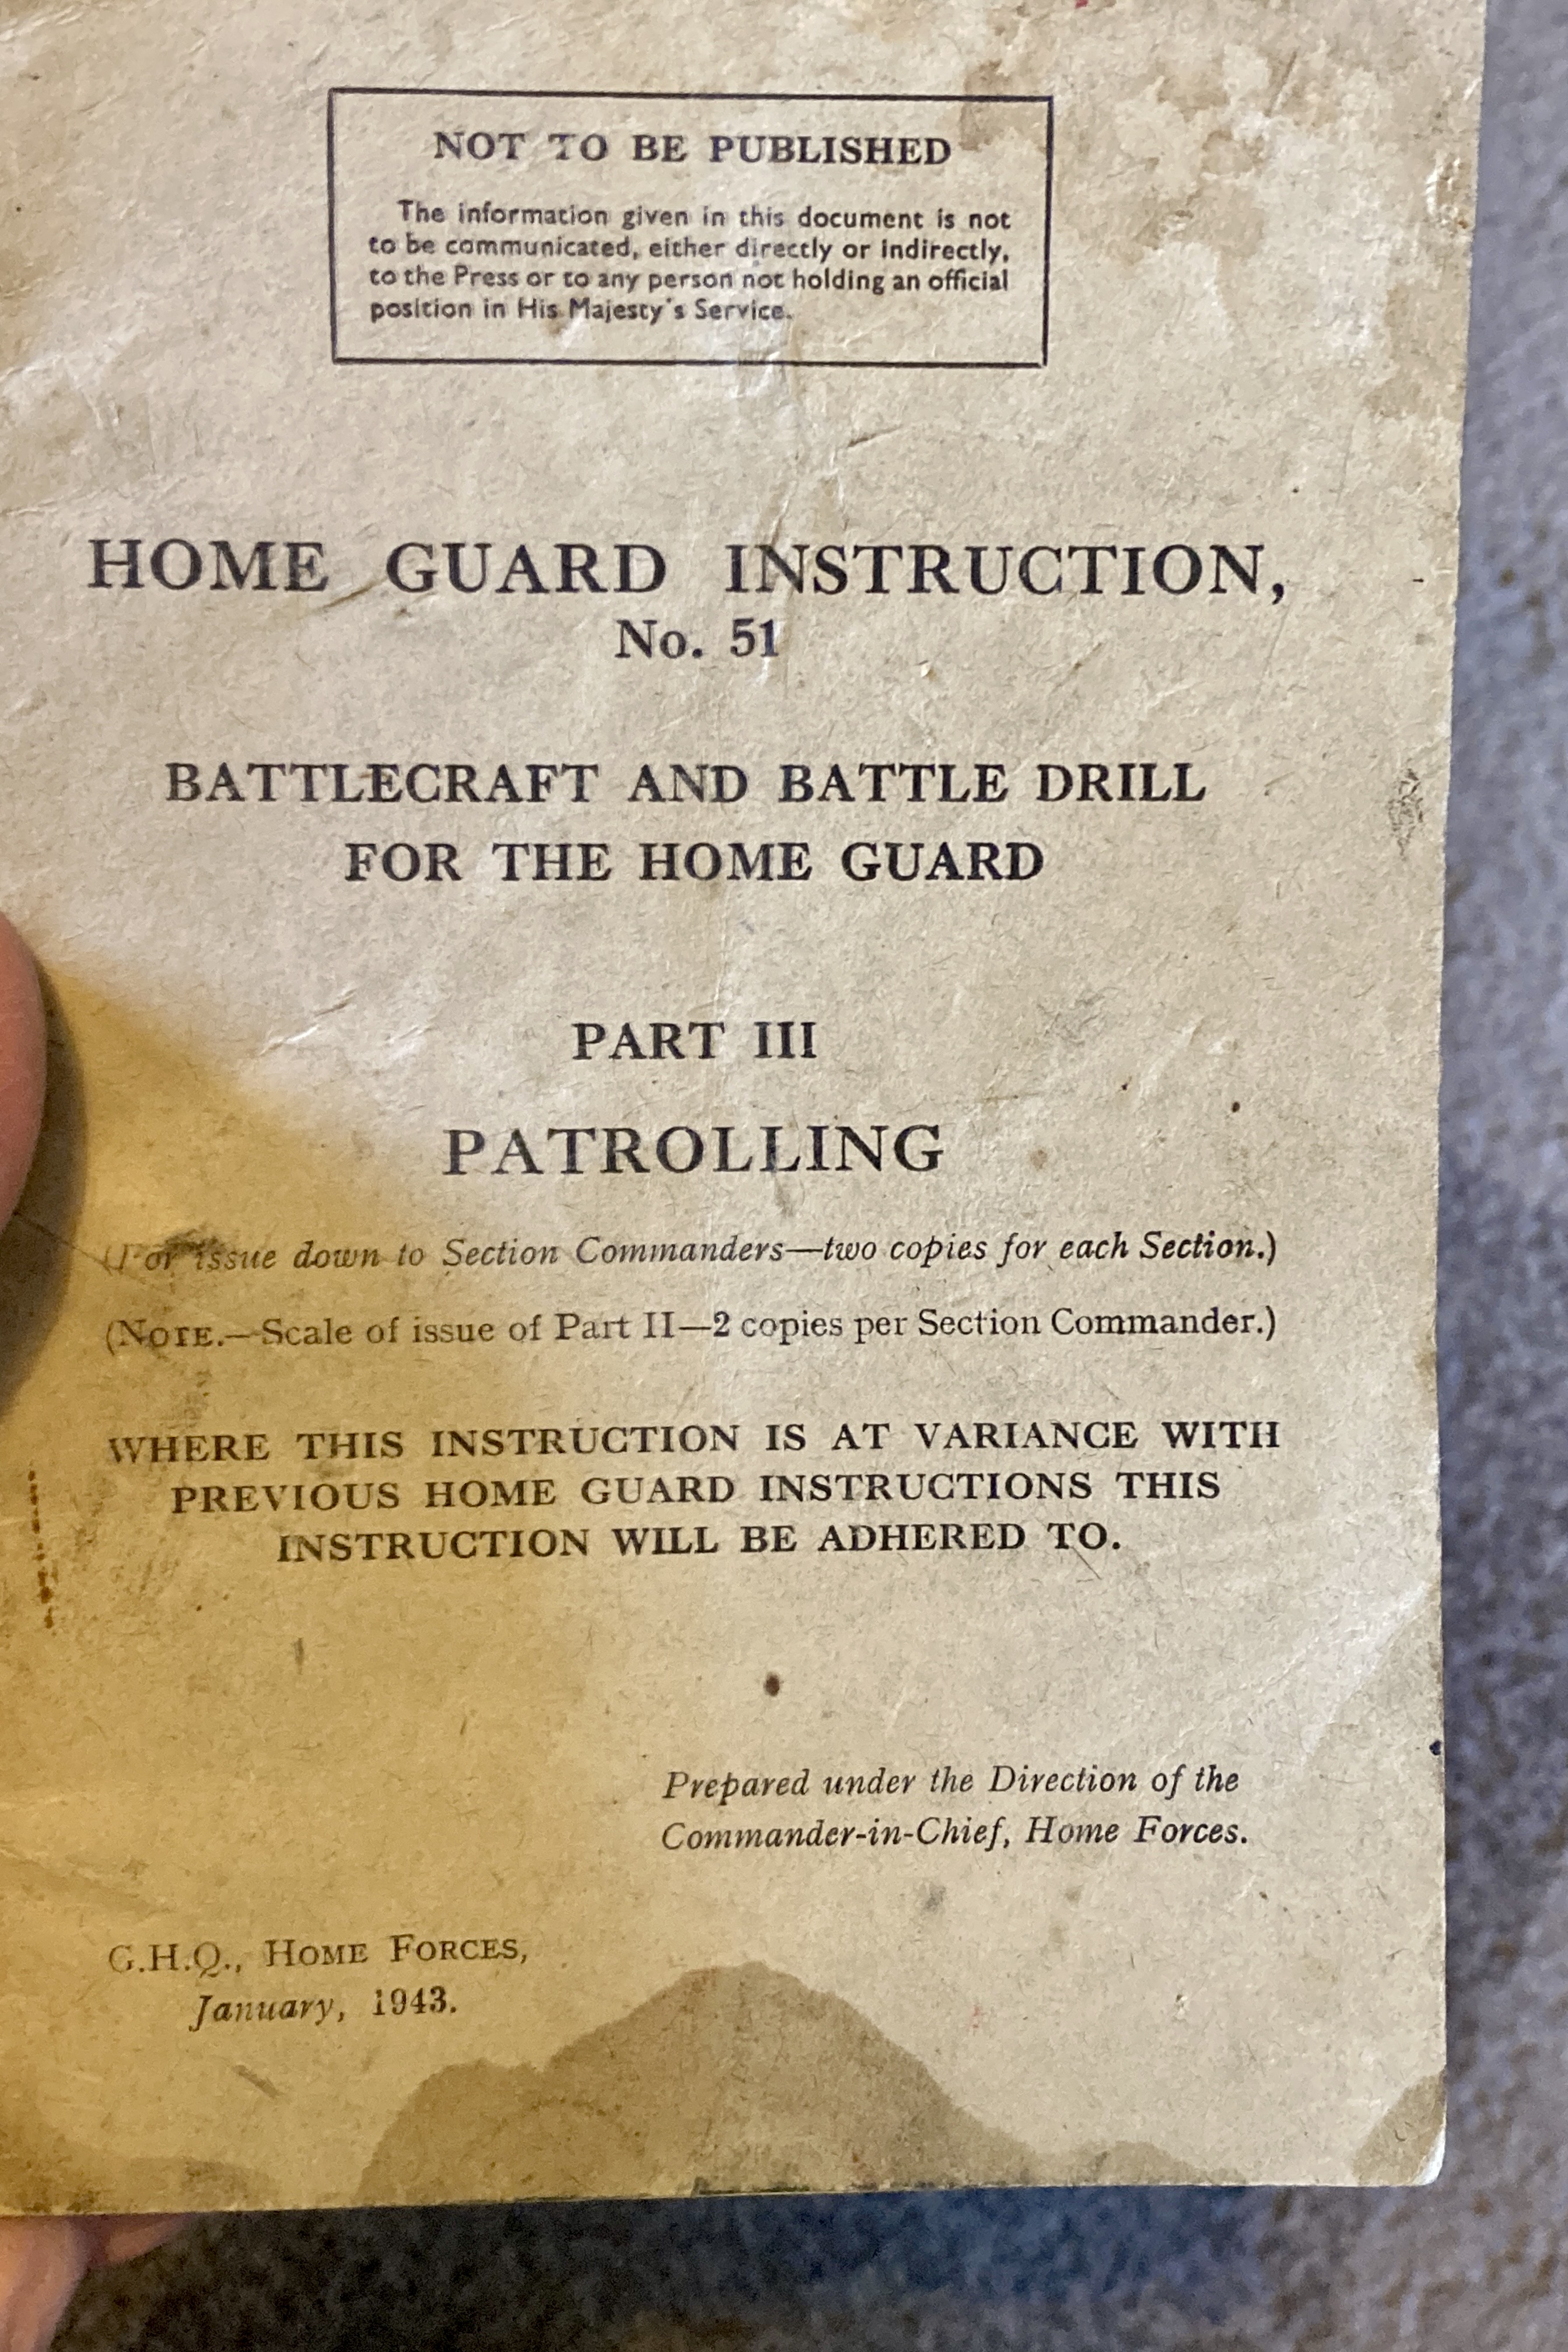 NOT TO BE PUBLISHED
The information given in this document is not
to be communicated, either directly or indirectly,
to the Press or to any person not holding an official
position in His Majesty's Service.
HOME GUARD INSTRUCTION,
No. 51
BATTLECRAFT AND BATTLE DRILL
FOR THE HOME GUARD
PART III
PATROLLING
(For issue down to Section Commanders—two copies for each Section.)
(NOTE.—Scale of issue of Part II—2 copies per Section Commander.)
WHERE THIS INSTRUCTION IS AT VARIANCE WITH
PREVIOUS HOME GUARD INSTRUCTIONS THIS
INSTRUCTION WILL BE ADHERED TO.
Prepared under the Direction of the
Commander-in-Chief, Home Forces.
G.H.Q., HOME FORCES,
January, 1943.